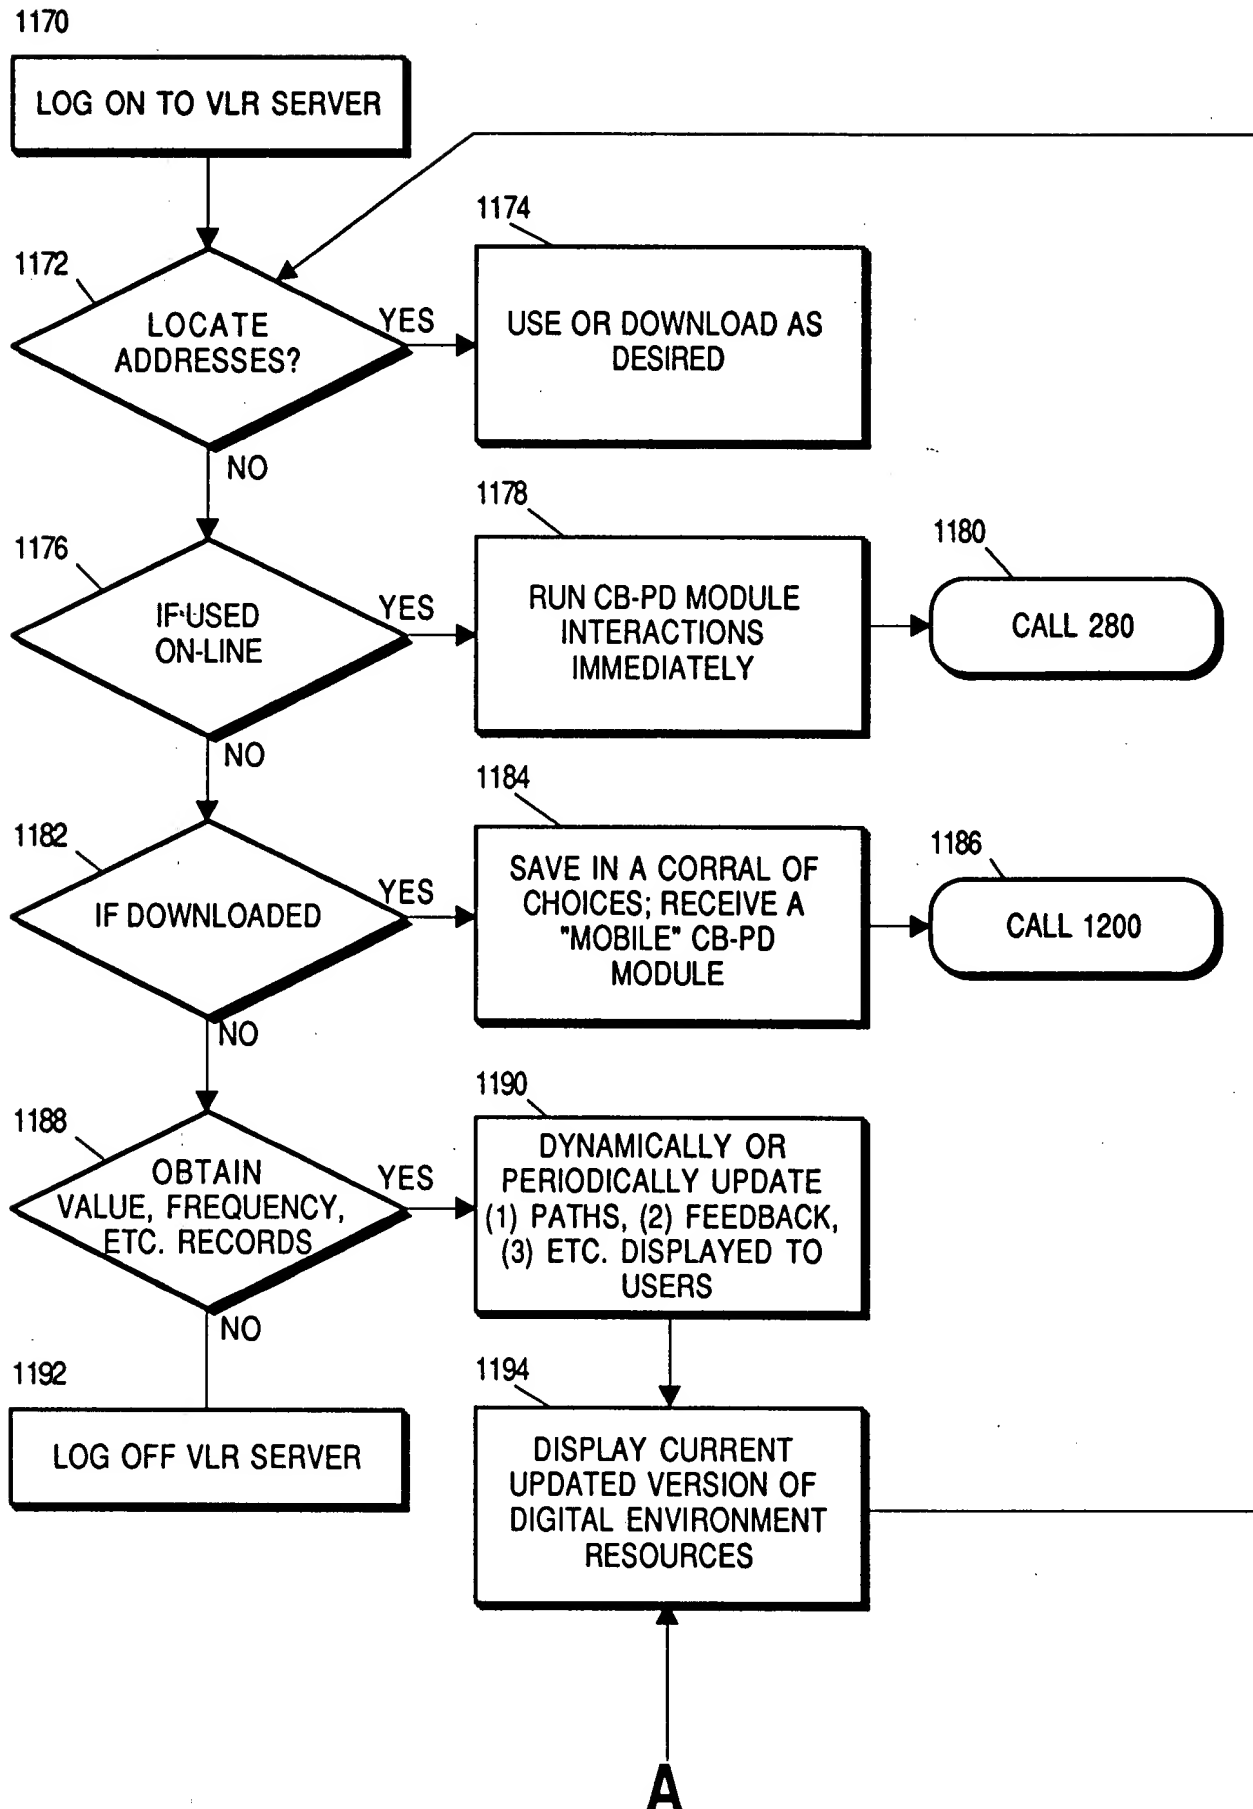 1170
LOG ON TO VLR SERVER
1172
LOCATE
ADDRESSES?
YES
NO
1174
USE OR DOWNLOAD AS
DESIRED
1176
IF USED
ON-LINE
YES
NO
1178
RUN CB-PD MODULE
INTERACTIONS
IMMEDIATELY
1180
CALL 280
1182
IF DOWNLOADED
YES
NO
1184
SAVE IN A CORRAL OF
CHOICES; RECEIVE A
"MOBILE" CB-PD
MODULE
1186
CALL 1200
1188
OBTAIN
VALUE, FREQUENCY,
ETC. RECORDS
YES
NO
1190
DYNAMICALLY OR
PERIODICALLY UPDATE
(1) PATHS, (2) FEEDBACK,
(3) ETC. DISPLAYED TO
USERS
1192
LOG OFF VLR SERVER
1194
DISPLAY CURRENT
UPDATED VERSION OF
DIGITAL ENVIRONMENT
RESOURCES
A